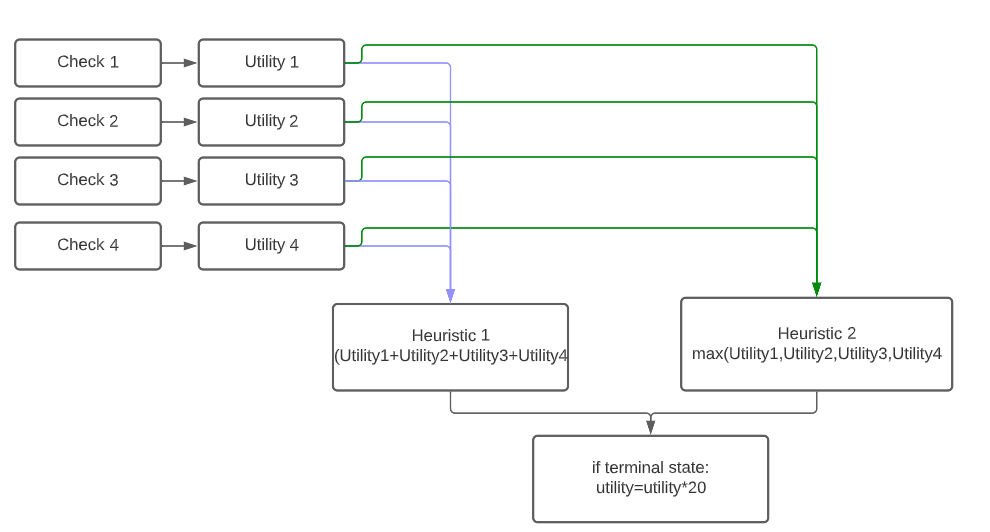 Check 1
Utility 1
Check 2
Utility 2
Check 3
Utility 3
Check 4
Utility 4
Heuristic 1
(Utility1+Utility2+Utility3+Utility4
Heuristic 2
max(Utility1,Utility2,Utility3,Utility4
if terminal state:
utility=utility*20